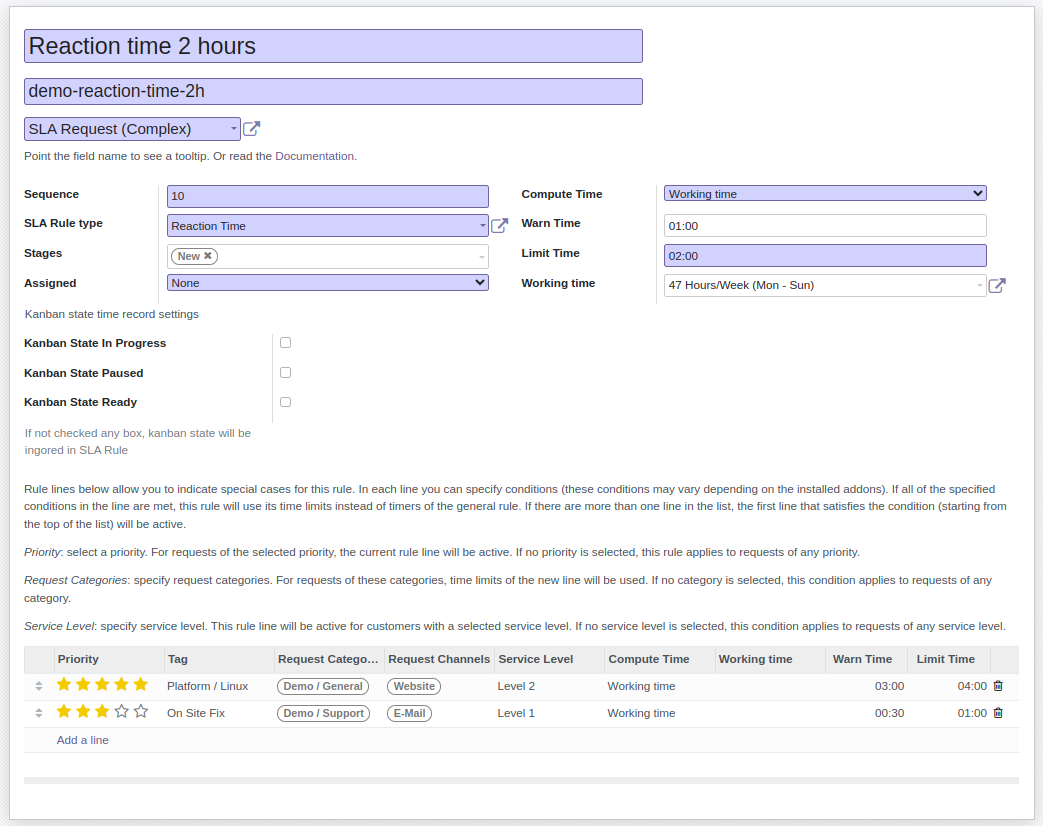 Reaction time 2 hours
demo-reaction-time-2h
SLA Request (Complex)
Point the field name to see a tooltip. Or read the Documentation.
Sequence 10 Compute Time Working time
SLA Rule type Reaction Time Warn Time 01:00
Stages New ✖ Limit Time 02:00
Assigned None Working time 47 Hours/Week (Mon - Sun)
Kanban state time record settings
Kanban State In Progress
Kanban State Paused
Kanban State Ready
If not checked any box, kanban state will be
ingored in SLA Rule
Rule lines below allow you to indicate special cases for this rule. In each line you can specify conditions (these conditions may vary depending on the installed addons). If all of the specified
conditions in the line are met, this rule will use its time limits instead of timers of the general rule. If there are more than one line in the list, the first line that satisfies the condition (starting from
the top of the list) will be active.
Priority: select a priority. For requests of the selected priority, the current rule line will be active. If no priority is selected, this rule applies to requests of any priority.
Request Categories: specify request categories. For requests of these categories, time limits of the new line will be used. If no category is selected, this condition applies to requests of any
category.
Service Level: specify service level. This rule line will be active for customers with a selected service level. If no service level is selected, this condition applies to requests of any service level.
Priority Tag Request Catego... Request Channels Service Level Compute Time Working time Warn Time Limit Time
Platform / Linux Demo / General Website Level 2 Working time 03:00 04:00
On Site Fix Demo / Support E-Mail Level 1 Working time 00:30 01:00
Add a line